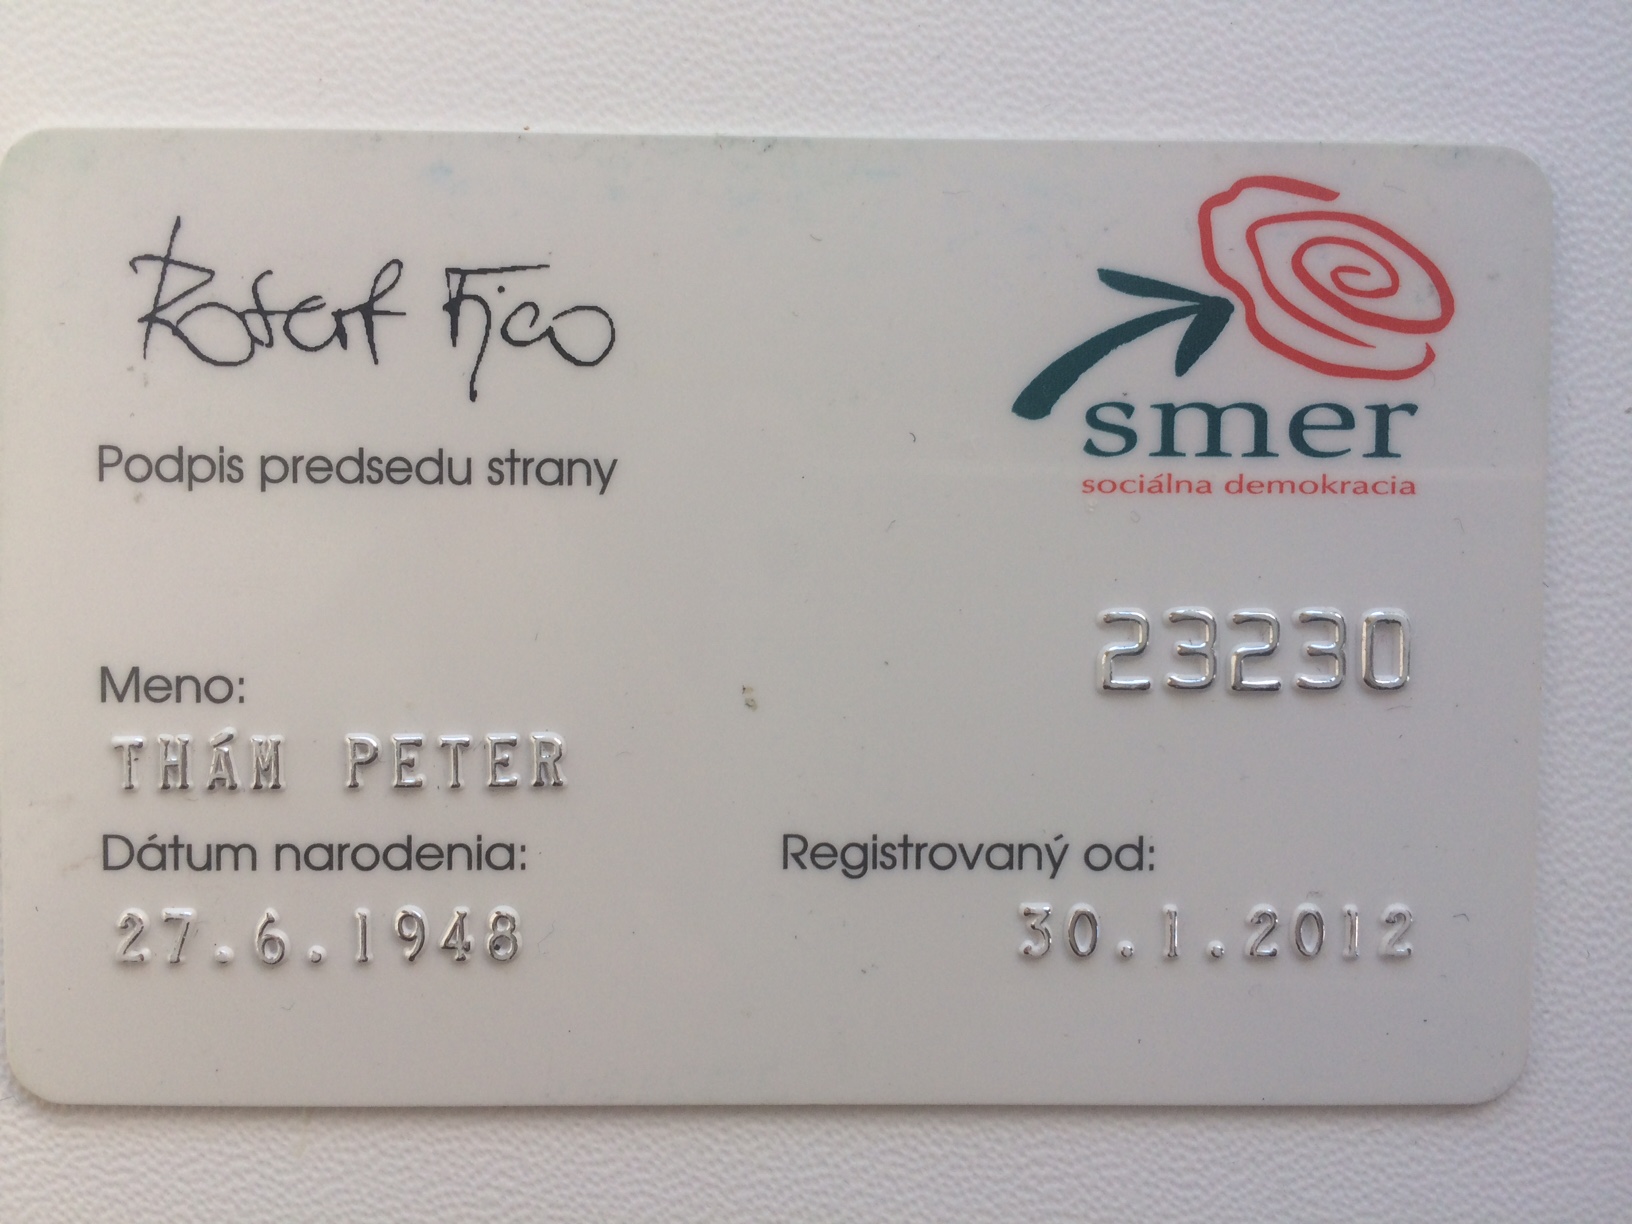 Robert Fico
Podpis predsedu strany
smer
sociálna demokracia
23230
Meno:
THÁM PETER
Dátum narodenia:
27.6.1948
Registrovaný od:
30.1.2012